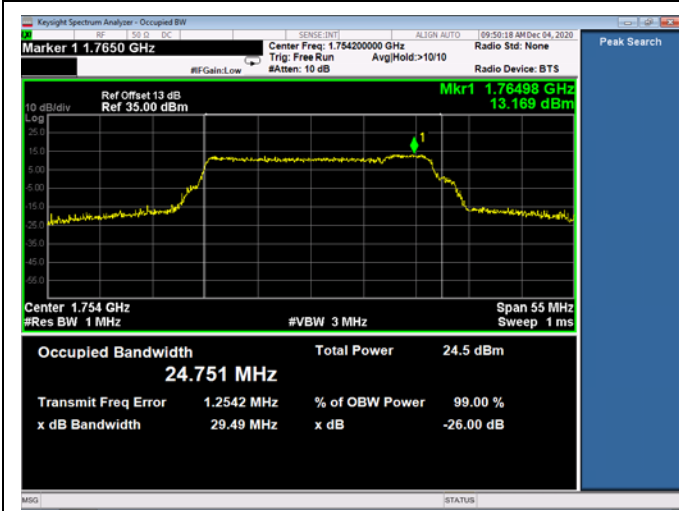 Keysight Spectrum Analyzer - Occupied BW
RF 50 Ω DC SENSE:INT ALIGN AUTO 09:50:18 AM Dec 04, 2020
Marker 1 1.7650 GHz
Center Freq: 1.754200000 GHz
Radio Std: None
Trig: Free Run Avg|Hold:>10/10
#IFGain:Low #Atten: 10 dB Radio Device: BTS
Peak Search
Ref Offset 13 dB
Mkr1 1.76498 GHz
10 dB/div Ref 35.00 dBm
13.169 dBm
Log
25.0
15.0
5.00
-5.00
-15.0
-25.0
-35.0
-45.0
-55.0
1
Center 1.754 GHz Span 55 MHz
#Res BW 1 MHz #VBW 3 MHz Sweep 1 ms
Occupied Bandwidth Total Power 24.5 dBm
24.751 MHz
Transmit Freq Error 1.2542 MHz % of OBW Power 99.00 %
x dB Bandwidth 29.49 MHz x dB -26.00 dB
MSG STATUS